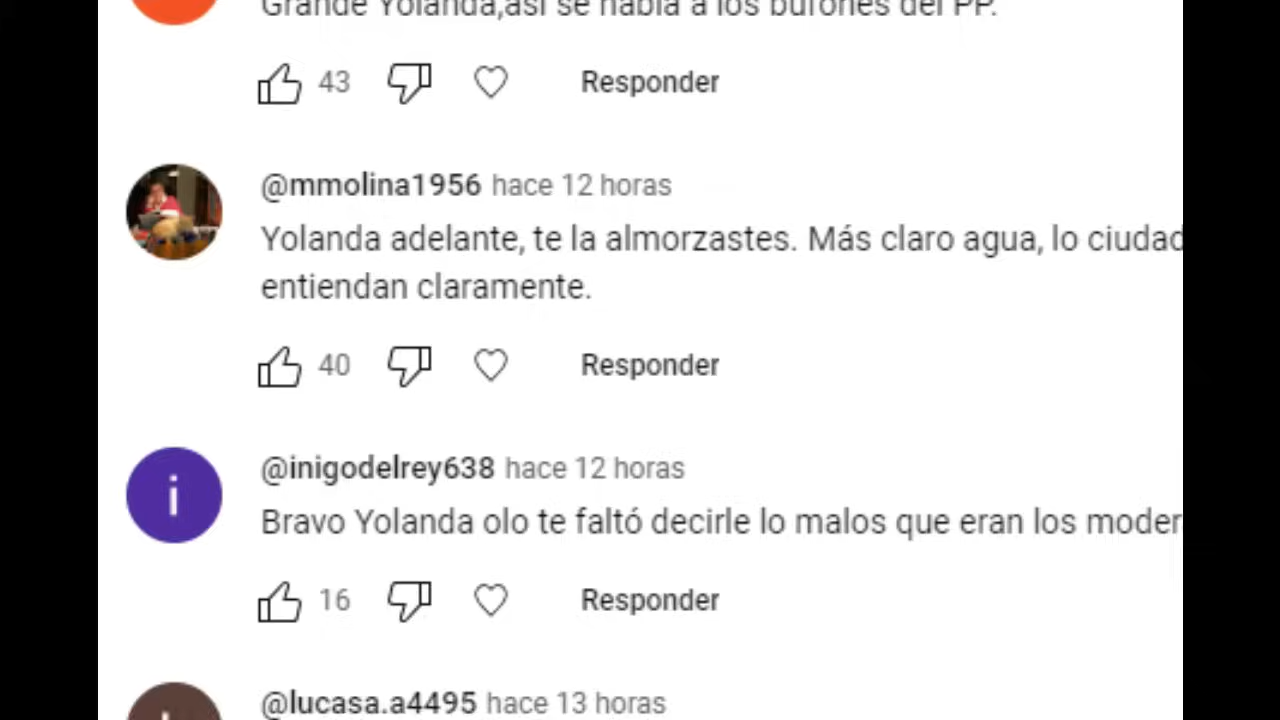 Grande Yolanda,así se habla a los bufones del PP.
43 Responder
@mmolina1956 hace 12 horas
Yolanda adelante, te la almorzastes. Más claro agua, lo ciudad
entiendan claramente.
40 Responder
i
@inigodelrey638 hace 12 horas
Bravo Yolanda olo te faltó decirle lo malos que eran los moder
16 Responder
@lucasa.a4495 hace 13 horas